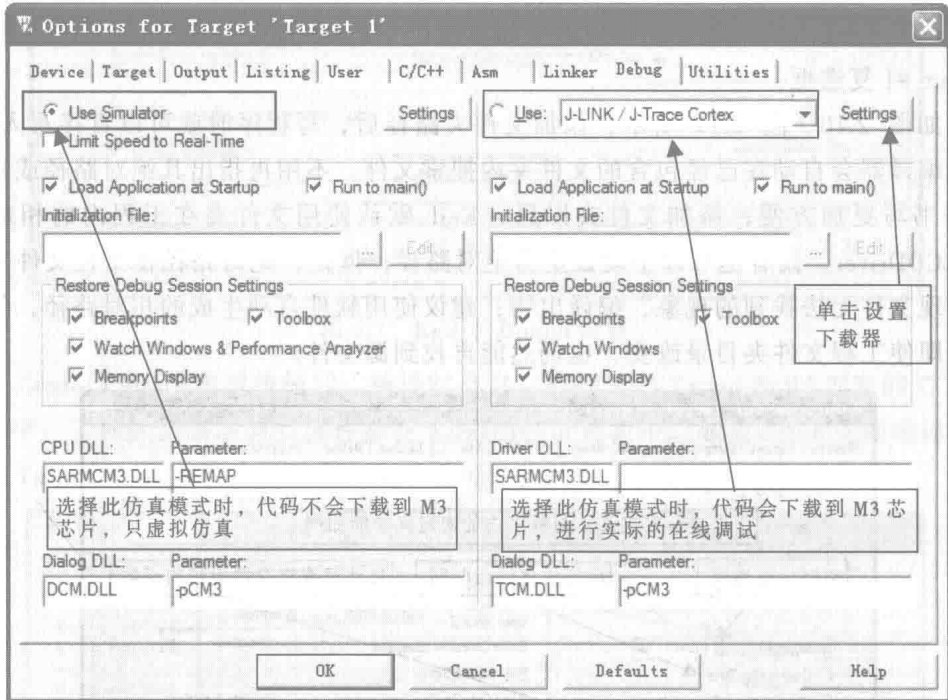 Options for Target 'Target 1'
Device Target Output Listing User C/C++ Asm Linker Debug Utilities
Use Simulator Settings
Use: J-LINK / J-Trace Cortex Settings
Limit Speed to Real-Time
Load Application at Startup Run to main()
Load Application at Startup Run to main()
Initialization File:
Initialization File:
...
...
Restore Debug Session Settings
Breakpoints Toolbox
Watch Windows & Performance Analyzer
Memory Display
Restore Debug Session Settings
Breakpoints Toolbox
Watch Windows
Memory Display
单击设置
下载器
CPU DLL: Parameter:
SARMCM3.DLL -REMAP
Driver DLL: Parameter:
SARMCM3.DLL
选择此仿真模式时，代码不会下载到 M3
芯片，只虚拟仿真
选择此仿真模式时，代码会下载到 M3 芯
片，进行实际的在线调试
Dialog DLL: Parameter:
DCM.DLL -pCM3
Dialog DLL: Parameter:
TCM.DLL -pCM3
OK Cancel Defaults Help